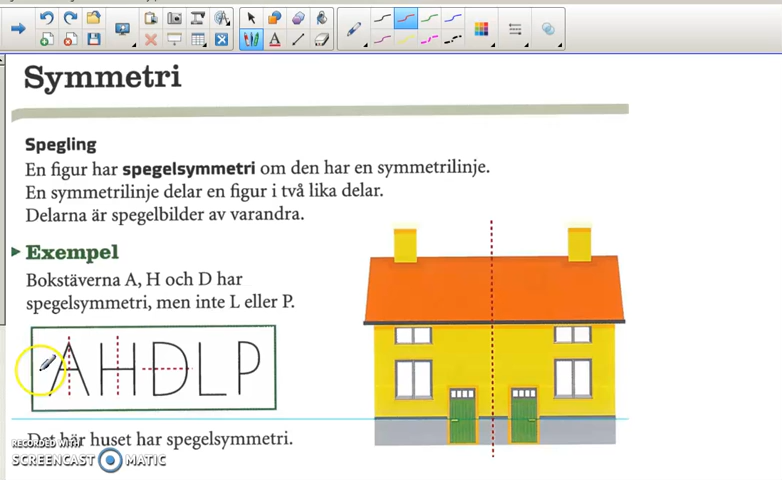 Symmetri
Spegling
En figur har spegelsymmetri om den har en symmetrilinje.
En symmetrilinje delar en figur i två lika delar.
Delarna är spegelbilder av varandra.
Exempel
Bokstäverna A, H och D har
spegelsymmetri, men inte L eller P.
A H D L P
Det här huset har spegelsymmetri.
RECORDED WITH
SCREENCAST MATIC